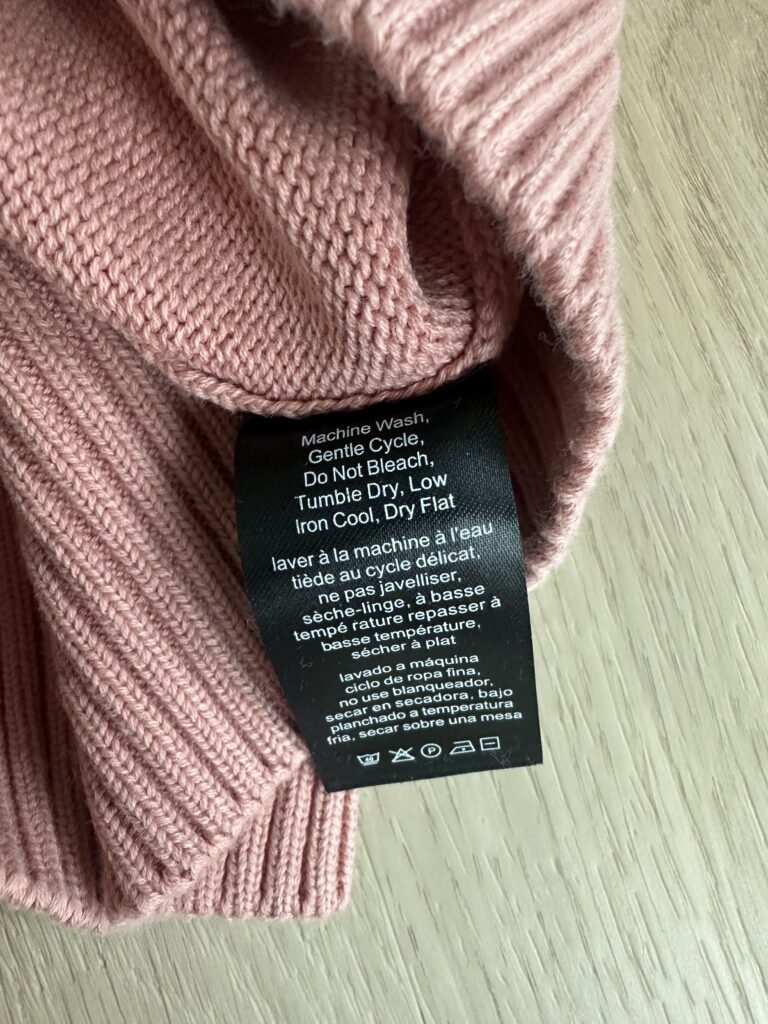 Machine Wash,
Gentle Cycle,
Do Not Bleach,
Tumble Dry, Low
Iron Cool, Dry Flat
laver à la machine à l'eau
tiède au cycle délicat,
ne pas javelliser,
sèche-linge, à basse
tempé rature repasser à
basse température,
sécher à plat
lavado a máquina
ciclo de ropa fina,
no use blanqueador,
secar en secadora, bajo
planchado a temperatura
fria, secar sobre una mesa
40 P